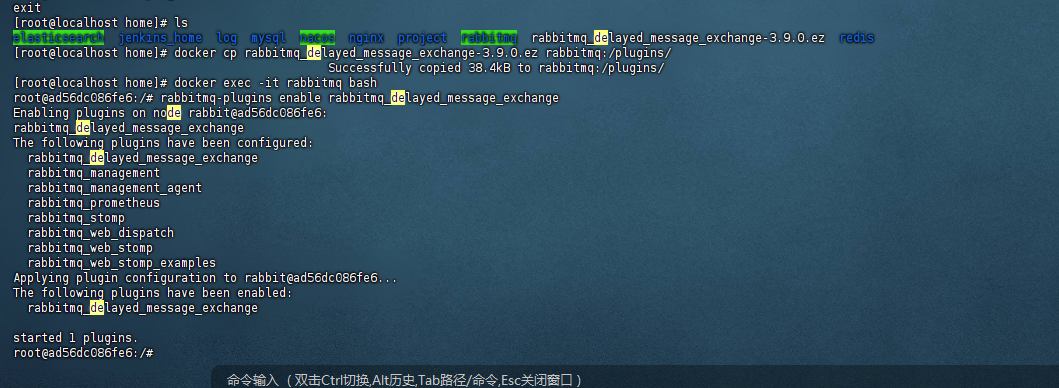 exit
[root@localhost home]# ls
elasticsearch  jenkins_home  log  mysql  nacos  nginx  project  rabbitmq  rabbitmq_delayed_message_exchange-3.9.0.ez  redis
[root@localhost home]# docker cp rabbitmq_delayed_message_exchange-3.9.0.ez rabbitmq:/plugins/
Successfully copied 38.4kB to rabbitmq:/plugins/
[root@localhost home]# docker exec -it rabbitmq bash
root@ad56dc086fe6:/# rabbitmq-plugins enable rabbitmq_delayed_message_exchange
Enabling plugins on node rabbit@ad56dc086fe6:
rabbitmq_delayed_message_exchange
The following plugins have been configured:
  rabbitmq_delayed_message_exchange
  rabbitmq_management
  rabbitmq_management_agent
  rabbitmq_prometheus
  rabbitmq_stomp
  rabbitmq_web_dispatch
  rabbitmq_web_stomp
  rabbitmq_web_stomp_examples
Applying plugin configuration to rabbit@ad56dc086fe6...
The following plugins have been enabled:
  rabbitmq_delayed_message_exchange
started 1 plugins.
root@ad56dc086fe6:/#
命令输入 （双击Ctrl切换,Alt历史,Tab路径/命令,Esc关闭窗口）